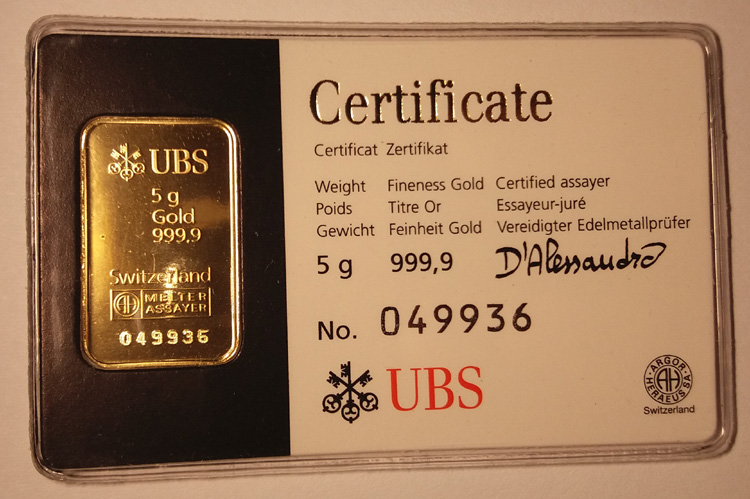 UBS
5 g
Gold
999.9
Switzerland
AH MELTER
ASSAYER
049936
Certificate
Certificat Zertifikat
Weight Fineness Gold Certified assayer
Poids Titre Or Essayeur-juré
Gewicht Feinheit Gold Vereidigter Edelmetallprüfer
5 g 999,9 D'Alessandro
No. 049936
UBS
ARGOR
AH
HERAEUS SA
Switzerland